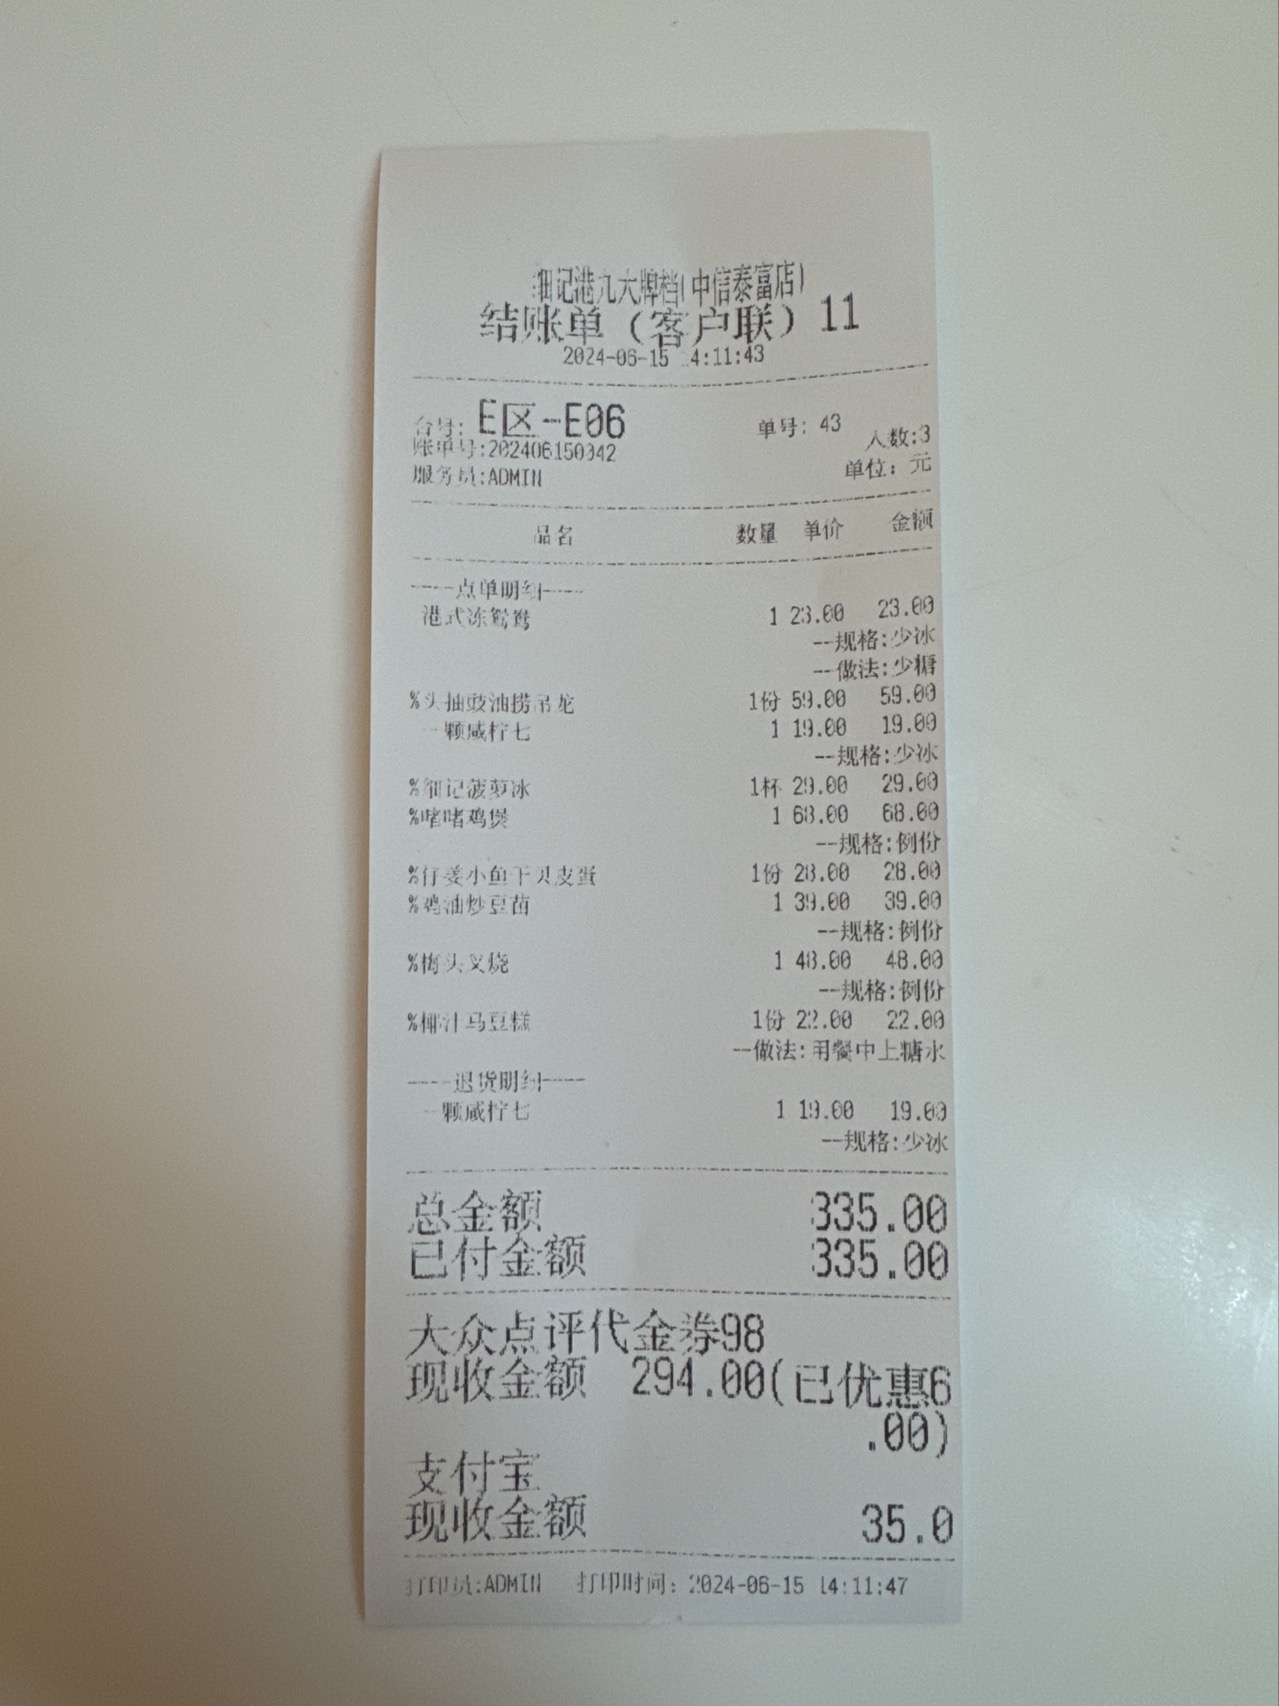 细记港九大牌档(中信泰富店)
结账单（客户联）11
2024-06-15 14:11:43
台号: E区-E06 单号: 43 人数:3
账单号:202406150042
服务员:ADMIN 单位: 元
品名 数量 单价 金额
----点单明细----
港式冻鸳鸯 1 23.00 23.00
--规格:少冰
--做法:少糖
%头抽豉油捞吊龙 1份 59.00 59.00
一颗咸柠七 1 19.00 19.00
--规格:少冰
%细记菠萝冰 1杯 29.00 29.00
%啫啫鸡煲 1 68.00 68.00
--规格:例份
%仔姜小鱼干贝皮蛋 1份 28.00 28.00
%鸡油炒豆苗 1 39.00 39.00
--规格:例份
%梅头叉烧 1 48.00 48.00
--规格:例份
%椰汁马豆糕 1份 22.00 22.00
--做法:用餐中上糖水
----退货明细----
一颗咸柠七 1 19.00 19.00
--规格:少冰
总金额 335.00
已付金额 335.00
大众点评代金券98
现收金额 294.00(已优惠6
.00)
支付宝
现收金额 35.0
打印员:ADMIN 打印时间: 2024-06-15 14:11:47